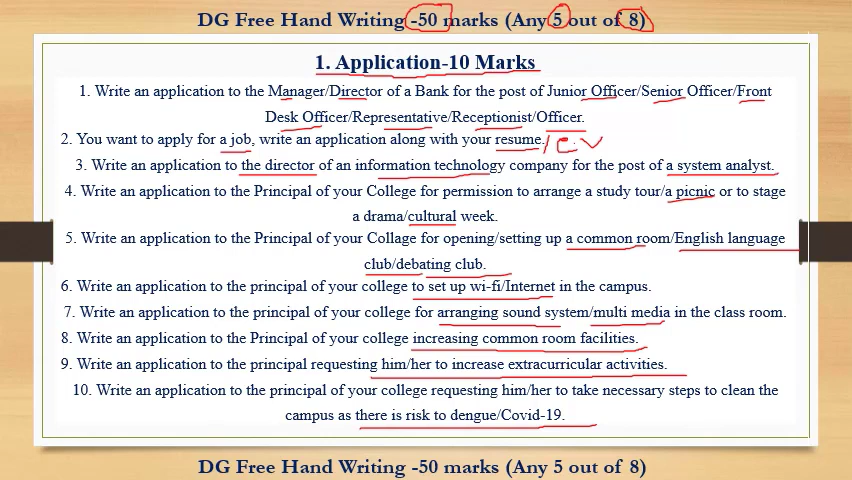 DG Free Hand Writing -50 marks (Any 5 out of 8)
1. Application-10 Marks
1. Write an application to the Manager/Director of a Bank for the post of Junior Officer/Senior Officer/Front
Desk Officer/Representative/Receptionist/Officer.
2. You want to apply for a job, write an application along with your resume. / C V
3. Write an application to the director of an information technology company for the post of a system analyst.
4. Write an application to the Principal of your College for permission to arrange a study tour/a picnic or to stage
a drama/cultural week.
5. Write an application to the Principal of your Collage for opening/setting up a common room/English language
club/debating club.
6. Write an application to the principal of your college to set up wi-fi/Internet in the campus.
7. Write an application to the principal of your college for arranging sound system/multi media in the class room.
8. Write an application to the Principal of your college increasing common room facilities.
9. Write an application to the principal requesting him/her to increase extracurricular activities.
10. Write an application to the principal of your college requesting him/her to take necessary steps to clean the
campus as there is risk to dengue/Covid-19.
DG Free Hand Writing -50 marks (Any 5 out of 8)